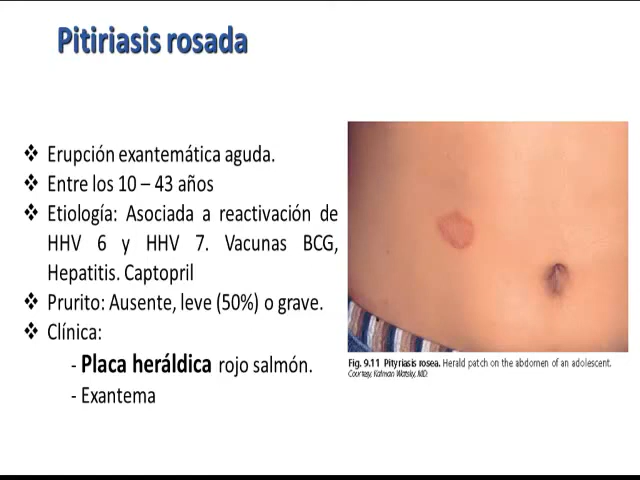 Pitiriasis rosada
❖ Erupción exantemática aguda.
❖ Entre los 10 – 43 años
❖ Etiología: Asociada a reactivación de
HHV 6 y HHV 7. Vacunas BCG,
Hepatitis. Captopril
❖ Prurito: Ausente, leve (50%) o grave.
❖ Clínica:
- Placa heráldica rojo salmón.
- Exantema
Fig. 9.11 Pityriasis rosea. Herald patch on the abdomen of an adolescent.
Courtesy, Kalman Watsky, MD.